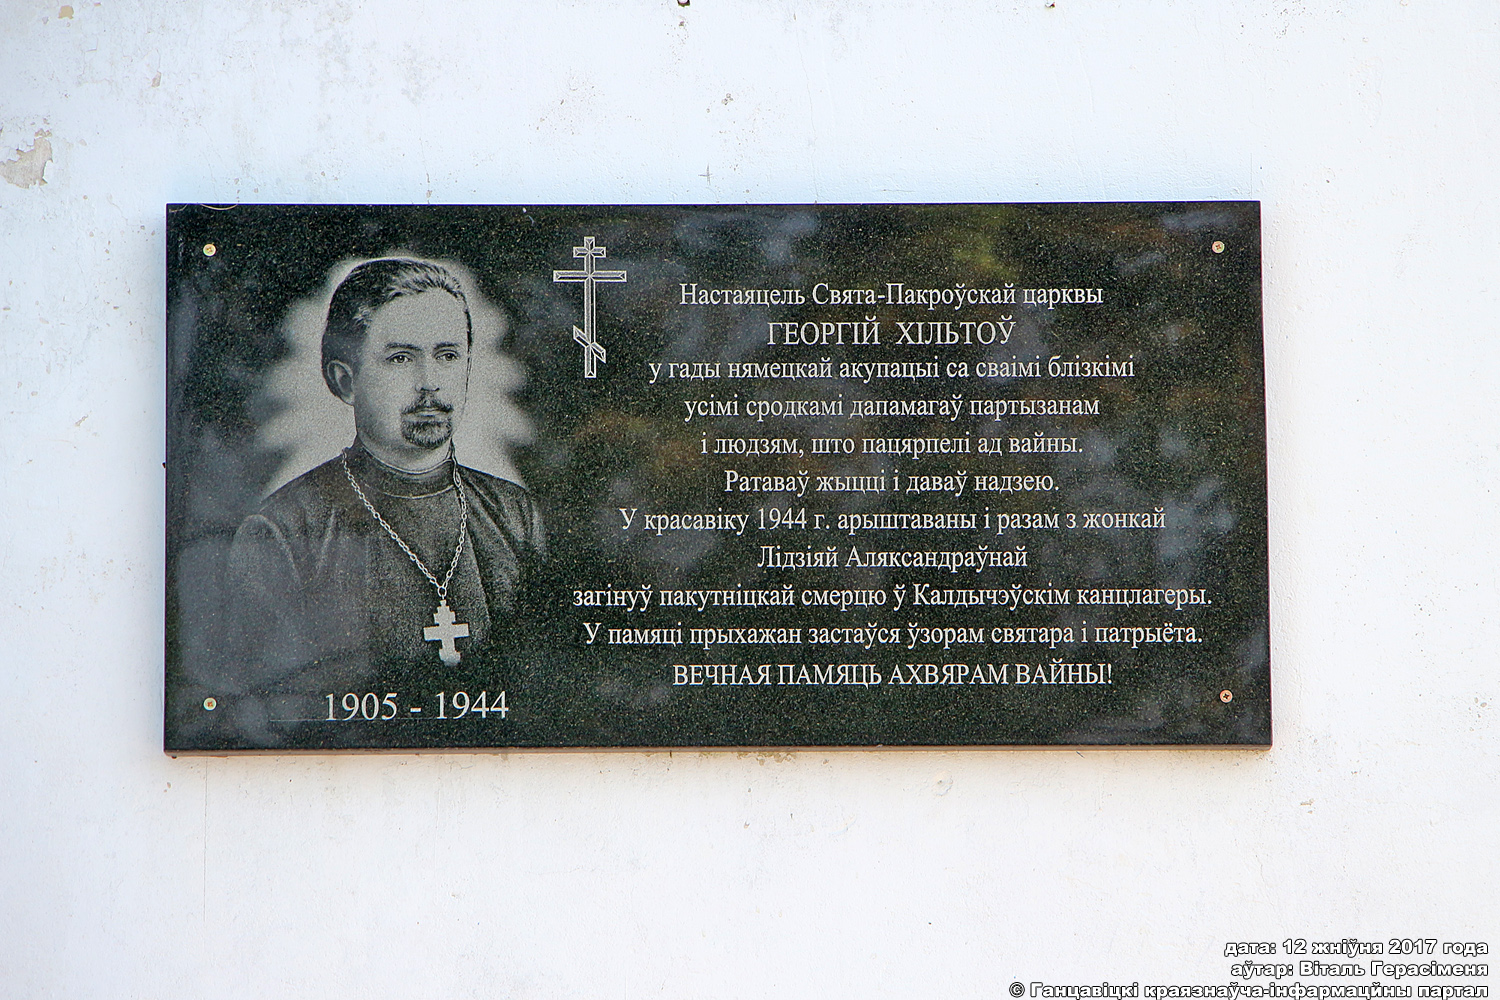 Настаяцель Свята-Пакроўскай царквы
ГЕОРГІЙ ХІЛЬТОЎ
у гады нямецкай акупацыі са сваімі блізкімі
усімі сродкамі дапамагаў партызанам
і людзям, што пацярпелі ад вайны.
Ратаваў жыцці і даваў надзею.
У красавіку 1944 г. арыштаваны і разам з жонкай
Лідзіяй Аляксандраўнай
загінуў пакутніцкай смерцю ў Калдычэўскім канцлагеры.
У памяці прыхажан застаўся ўзорам святара і патрыёта.
ВЕЧНАЯ ПАМЯЦЬ АХВЯРАМ ВАЙНЫ!
1905 - 1944
дата: 12 жніўня 2017 года
аўтар: Віталь Герасіменя
© Ганцавіцкі краязнаўча-інфармацйны партал